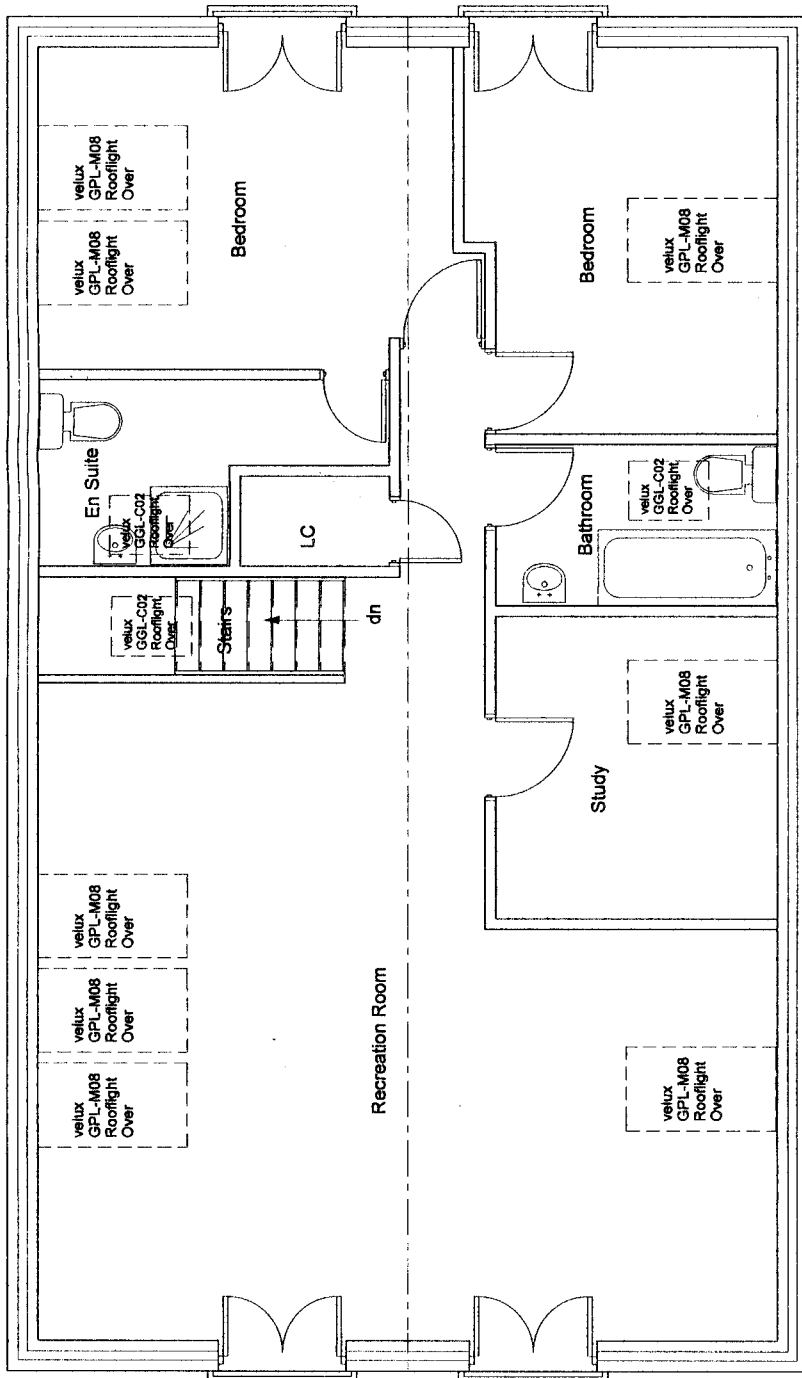 velux
GPL-M08
Rooflight
Over
velux
GPL-M08
Rooflight
Over
Bedroom
Bedroom
velux
GPL-M08
Rooflight
Over
En Suite
velux
GGL-C02
Rooflight
Over
LC
Bathroom
velux
GGL-C02
Rooflight
Over
velux
GGL-C02
Rooflight
Over
Stairs
dn
velux
GPL-M08
Rooflight
Over
Study
velux
GPL-M08
Rooflight
Over
velux
GPL-M08
Rooflight
Over
velux
GPL-M08
Rooflight
Over
Recreation Room
velux
GPL-M08
Rooflight
Over